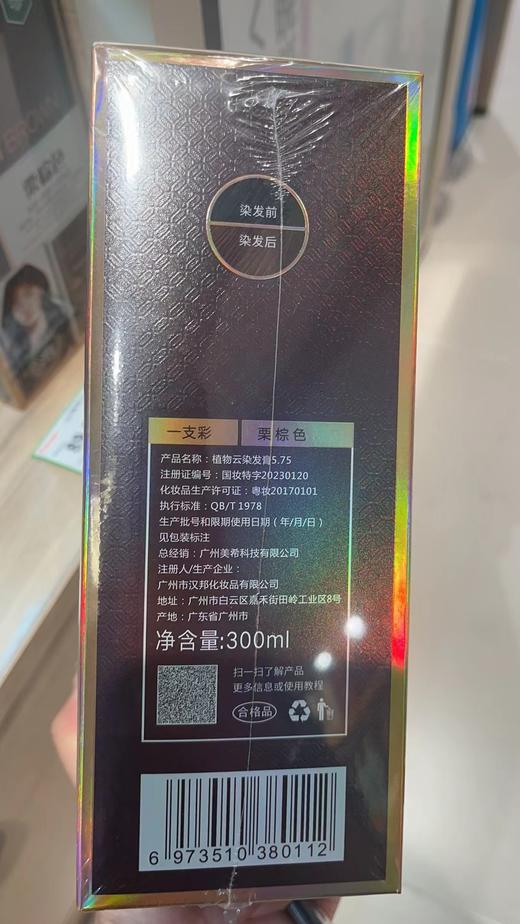 染发前
染发后
一支彩
栗棕色
产品名称：植物云染发膏5.75
注册证编号：国妆特字20230120
化妆品生产许可证：粤妆20170101
执行标准：QB/T 1978
生产批号和限期使用日期（年/月/日）
见包装标注
总经销：广州美希科技有限公司
注册人/生产企业：
广州市汉邦化妆品有限公司
地址：广州市白云区嘉禾街田岭工业区8号
产地：广东省广州市
净含量:300ml
扫一扫了解产品
更多信息或使用教程
合格品
6 973510 380112